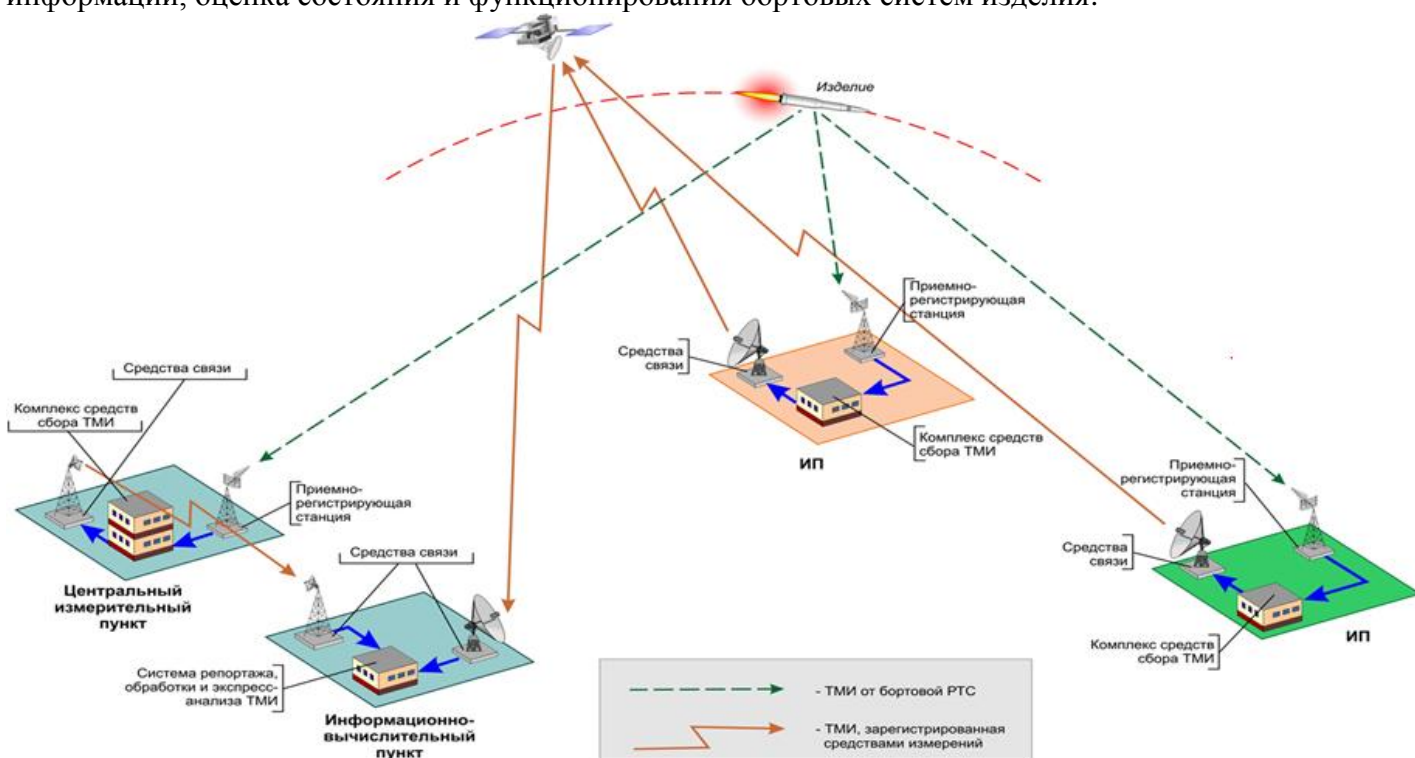 информации, оценка состояния и функционирования бортовых систем изделия.
Изделие
Приемно-
регистрирующая
станция
Средства
связи
Комплекс средств
сбора ТМИ
ИП
Средства связи
Комплекс средств
сбора ТМИ
Приемно-
регистрирующая
станция
Центральный
измерительный
пункт
Приемно-
регистрирующая
станция
Средства
связи
Комплекс средств
сбора ТМИ
ИП
Средства связи
Система репортажа,
обработки и экспресс-
анализа ТМИ
Информационно-
вычислительный
пункт
- ТМИ от бортовой РТС
- ТМИ, зарегистрированная
средствами измерений